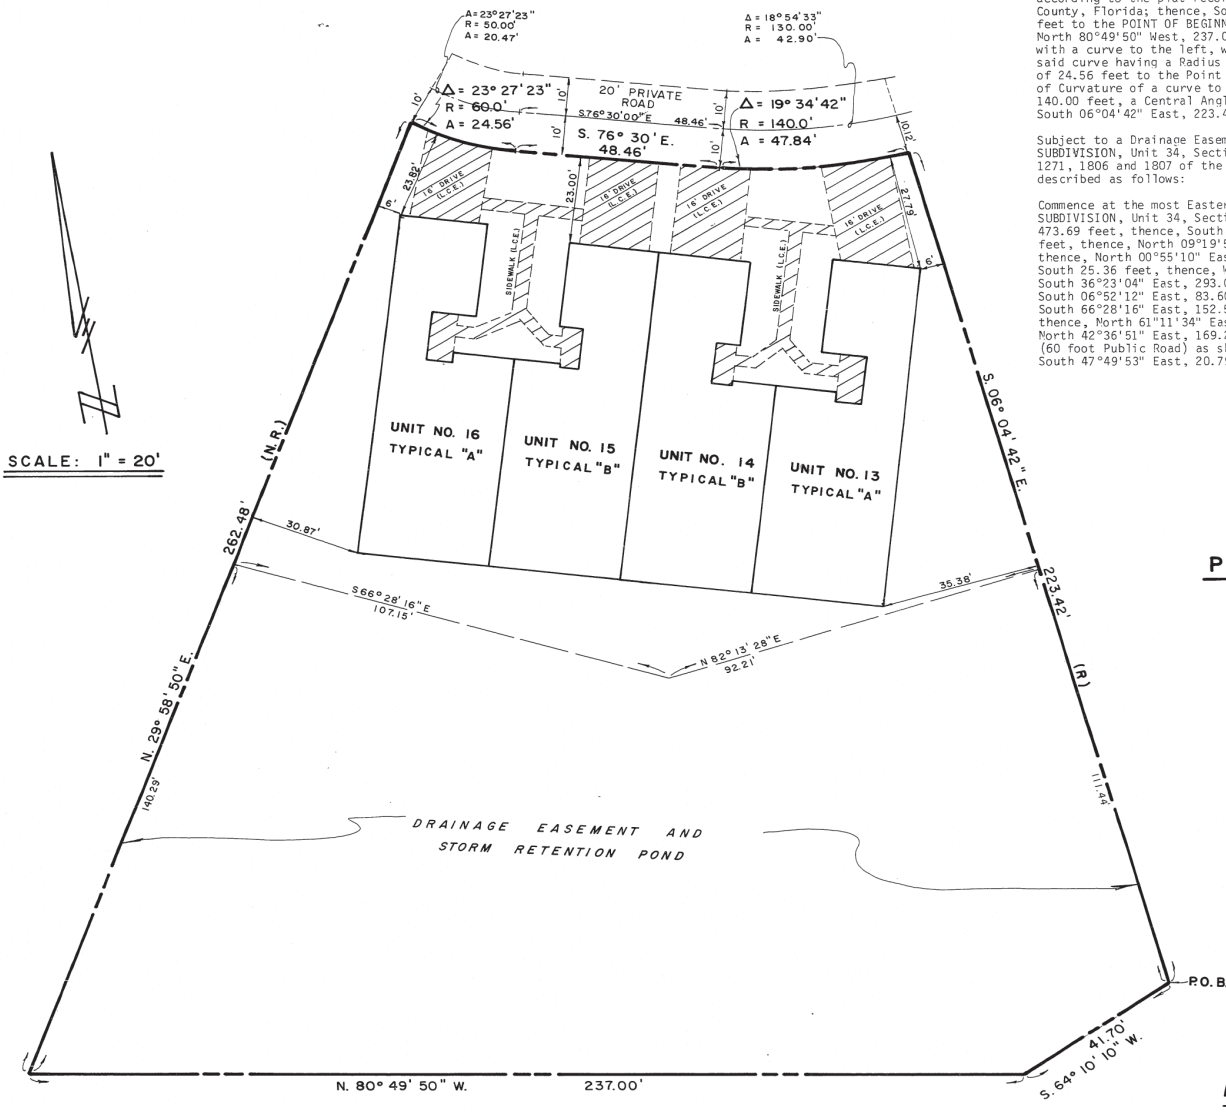 A=23°27'23"
R= 50.00'
A= 20.47'
Δ= 18°54'33"
R= 130.00'
A= 42.90'
County, Florida; thence, So
feet to the POINT OF BEGINN
North 80°49'50" West, 237.0
with a curve to the left, w
said curve having a Radius
of 24.56 feet to the Point
of Curvature of a curve to
140.00 feet, a Central Ang
South 06°04'42" East, 223.4
Subject to a Drainage Easem
SUBDIVISION, Unit 34, Secti
1271, 1806 and 1807 of the
described as follows:
Commence at the most Easter
SUBDIVISION, Unit 34, Secti
473.69 feet, thence, South
feet, thence, North 09°19'5
thence, North 00°55'10" Eas
South 25.36 feet, thence, W
South 36°23'04" East, 293.0
South 06°52'12" East, 83.60
South 66°28'16" East, 152.9
thence, North 61"11'34" Eas
North 42°36'51" East, 169.2
(60 foot Public Road) as s
South 47°49'53" East, 20.79
10'
Δ= 23° 27' 23"
R = 60.0'
A = 24.56'
10'
20' PRIVATE
ROAD
S.76°30'00"E 48.46'
10'
S. 76° 30' E.
48.46'
10'
10'
Δ= 19° 34' 42"
R = 140.0'
A = 47.84'
10.12'
23.82'
6'
16' DRIVE
(L.C.E.)
23.00'
16' DRIVE
(L.C.E.)
16' DRIVE
(L.C.E.)
16' DRIVE
(L.C.E.)
27.79'
6'
SIDEWALK (L.C.E.)
SIDEWALK (L.C.E.)
SCALE: 1" = 20'
UNIT NO. 16
TYPICAL "A"
UNIT NO. 15
TYPICAL "B"
UNIT NO. 14
TYPICAL "B"
UNIT NO. 13
TYPICAL "A"
S. 06° 04' 42" E.
(N.R.)
262.48'
30.87'
35.38'
223.42'
P
S 66° 28' 16" E
107.15'
N 82° 13' 28" E
92.21'
(R)
N. 29° 58' 50" E.
140.29'
111.44'
DRAINAGE EASEMENT AND
STORM RETENTION POND
P.O.B.
41.70'
S. 64° 10' 10" W.
N. 80° 49' 50" W. 237.00'